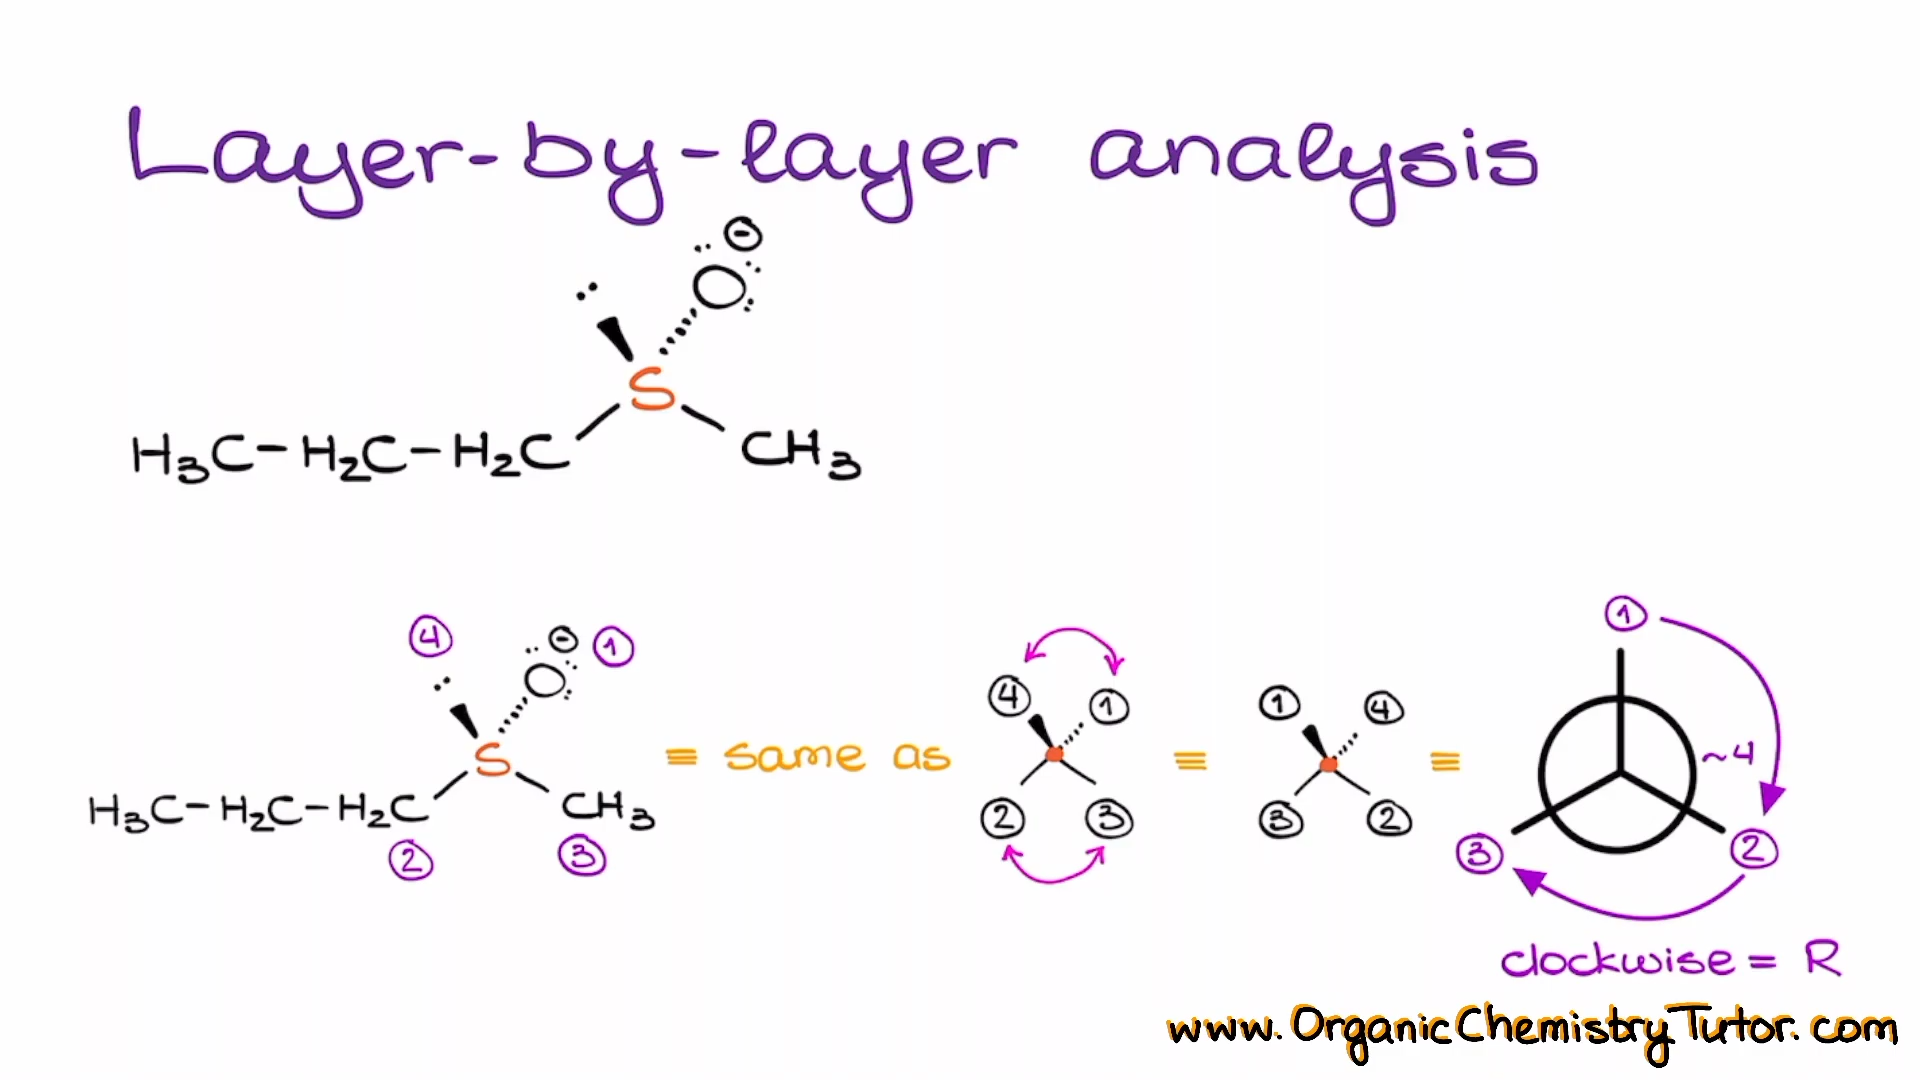 Layer-by-layer analysis
O ⊖
S
H₃C-H₂C-H₂C CH₃
④ O ⊖ ①
S
H₃C-H₂C-H₂C CH₃
② ③
≡ same as
④ ①
② ③
≡
① ④
③ ②
≡
①
~4
③ ②
clockwise = R
www.OrganicChemistryTutor.com